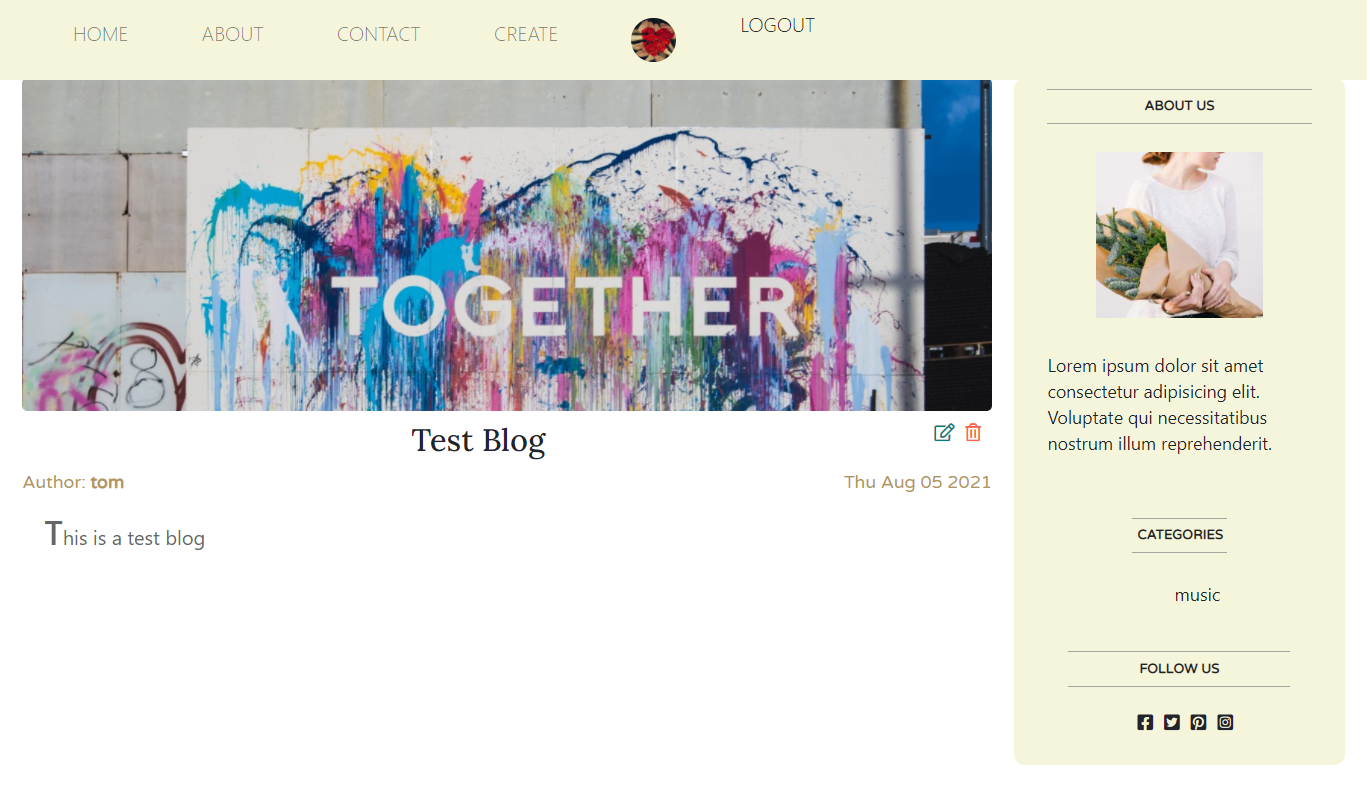 HOME ABOUT CONTACT CREATE LOGOUT
TOGETHER
Test Blog
Author: tom Thu Aug 05 2021
This is a test blog
ABOUT US
Lorem ipsum dolor sit amet
consectetur adipisicing elit.
Voluptate qui necessitatibus
nostrum illum reprehenderit.
CATEGORIES
music
FOLLOW US